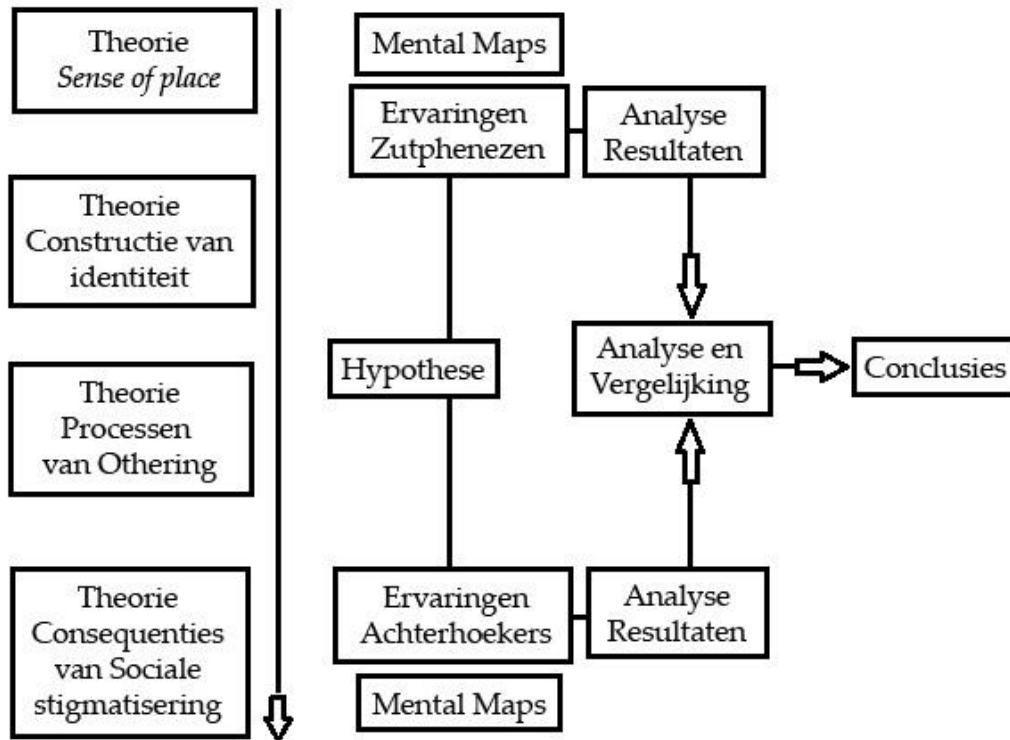 Theorie
Sense of place
Theorie
Constructie van
identiteit
Theorie
Processen
van Othering
Theorie
Consequenties
van Sociale
stigmatisering
Mental Maps
Ervaringen
Zutphenezen
Analyse
Resultaten
Hypothese
Analyse en
Vergelijking
Conclusies
Ervaringen
Achterhoekers
Analyse
Resultaten
Mental Maps